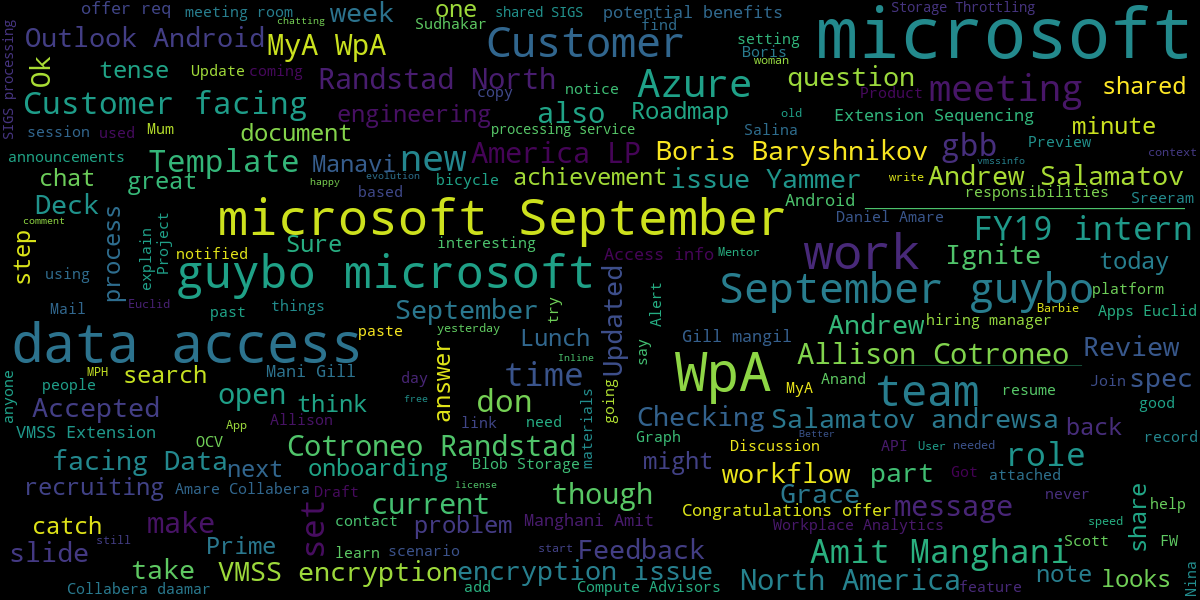 offer req
meeting room
chatting
week
one
Sudhakar
shared SIGS
potential benefits
find
Storage Throttling
microsoft
Outlook Android
MyA WpA
Customer
setting
Boris
woman
SIGS processing
Ok
tense
Update
coming
Randstad North
copy
notice
Azure
question
Product
meeting
shared
Customer facing
engineering
also
Roadmap
old
Extension Sequencing
minute
session
used
Mum
document
processing service
Salina
Preview
announcements
Template
Manavi
new
America LP
Boris Baryshnikov
gbb
vmssinfo
context
chat
great
happy
evolution
based
bicycle
achievement
issue Yammer
write
Andrew Salamatov
responsibilities
Sreeram
Deck
microsoft September
Android
Daniel Amare
FY19 intern
comment
step
process
explain
Project
notified
Sure
interesting
Access info
Mentor
work
Ignite
today
using
guybo microsoft
Updated
September guybo
platform
Mail
Euclid
past
things
September
try
Alert
Barbie
Apps Euclid
data access
paste
yesterday
Lunch
say
Gill mangil
Andrew
hiring manager
MPH
search
Mani Gill
answer
Inline
time
WpA
Allison Cotroneo
Review
anyone
people
day
free
going
MyA
Anand
team
resume
Join
spec
good
Accepted
open
think
don
Checking
Salamatov andrewsa
back
VMSS Extension
App
Allison
link
need
materials
OCV
Cotroneo Randstad
Graph
Better
Discussion
API
User
needed
record
facing Data
next
onboarding
Blob Storage
might
workflow
part
Got
role
attached
recruiting
Amare Collabera
Draft
license
current
though
Grace
message
never
help
set
contact
problem
Manghani Amit
Congratulations offer
Workplace Analytics
speed
share
FW
catch
make
still
slide
Prime
learn
scenario
start
Feedback
Amit Manghani
Scott
take
VMSS encryption
encryption issue
North America
note
looks
Collabera daamar
add
Compute Advisors
feature
Nina